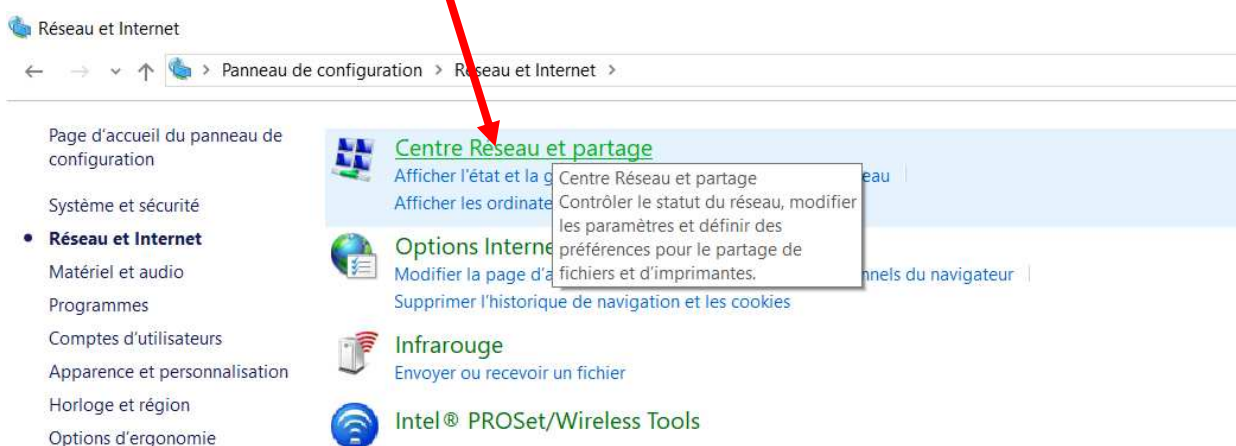 Réseau et Internet
Panneau de configuration > Réseau et Internet >
Page d'accueil du panneau de
configuration
Système et sécurité
Réseau et Internet
Matériel et audio
Programmes
Comptes d'utilisateurs
Apparence et personnalisation
Horloge et région
Options d'ergonomie
Centre Réseau et partage
Afficher l'état et la
Afficher les
Centre Réseau et partage
Contrôler le statut du réseau, modifier
les paramètres et définir des
préférences pour le partage de
fichiers et d'imprimantes.
Options
Modifier la page
du navigateur
Supprimer l'historique de navigation et les cookies
Infrarouge
Envoyer ou recevoir un fichier
Intel® PROSet/Wireless Tools